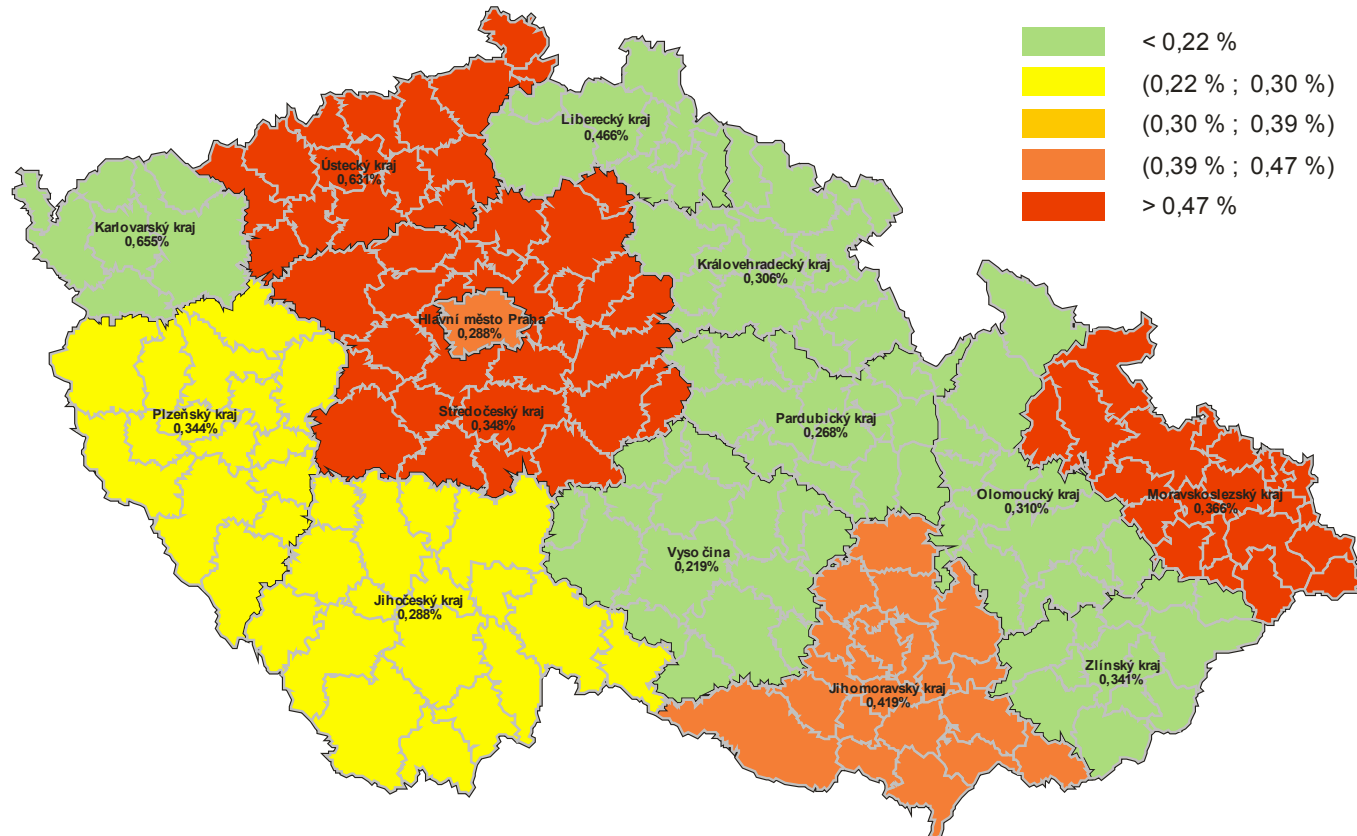 < 0,22 %
(0,22 % ; 0,30 %)
(0,30 % ; 0,39 %)
(0,39 % ; 0,47 %)
> 0,47 %
Liberecký kraj
0,466%
Ústecký kraj
0,631%
Karlovarský kraj
0,655%
Královehradecký kraj
0,306%
Hlavní město Praha
0,288%
Plzeňský kraj
0,344%
Středočeský kraj
0,348%
Pardubický kraj
0,268%
Olomoucký kraj
0,310%
Moravskoslezský kraj
0,366%
Vyso čina
0,219%
Jihočeský kraj
0,288%
Zlínský kraj
0,341%
Jihomoravský kraj
0,419%